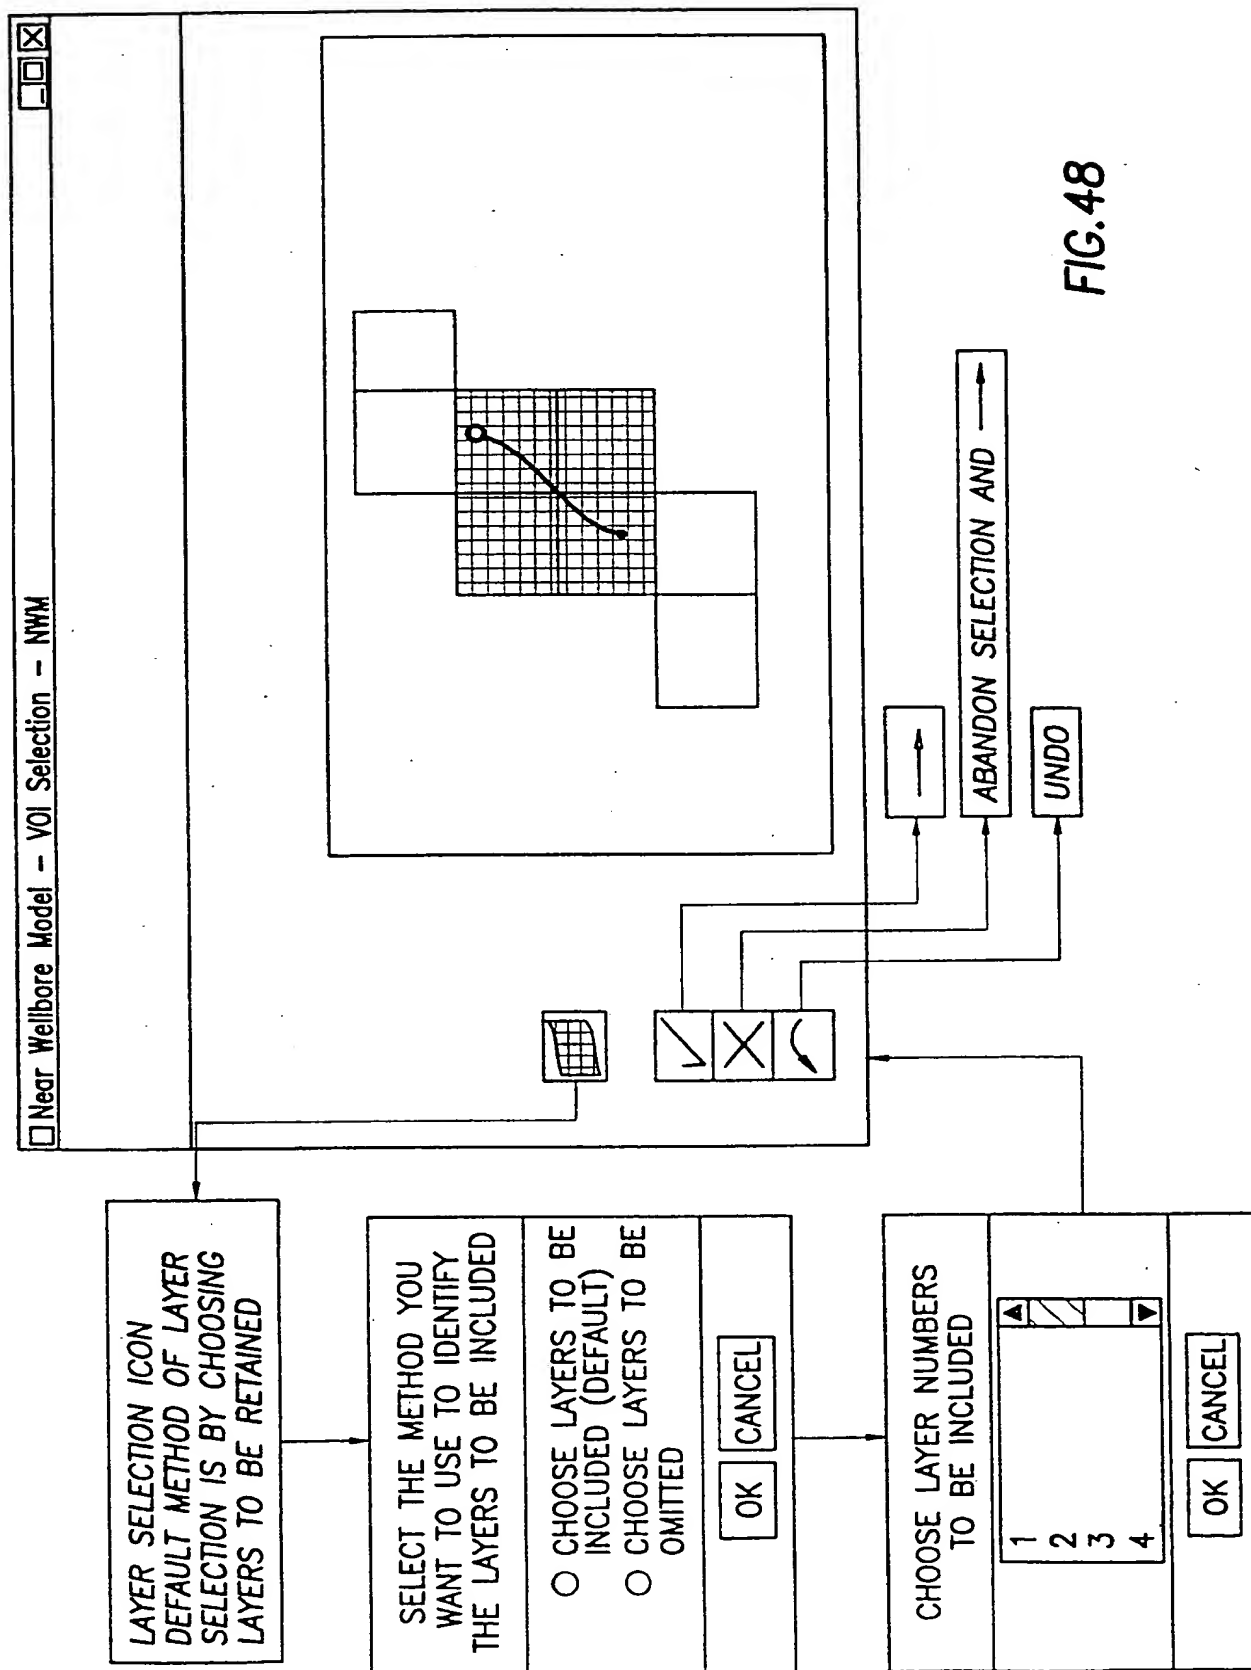 Near Wellbore Model – VOI Selection – NWM
LAYER SELECTION ICON
DEFAULT METHOD OF LAYER
SELECTION IS BY CHOOSING
LAYERS TO BE RETAINED
SELECT THE METHOD YOU
WANT TO USE TO IDENTIFY
THE LAYERS TO BE INCLUDED
CHOOSE LAYERS TO BE
INCLUDED (DEFAULT)
CHOOSE LAYERS TO BE
OMITTED
OK CANCEL
CHOOSE LAYER NUMBERS
TO BE INCLUDED
1
2
3
4
OK CANCEL
ABANDON SELECTION AND
UNDO
FIG.48